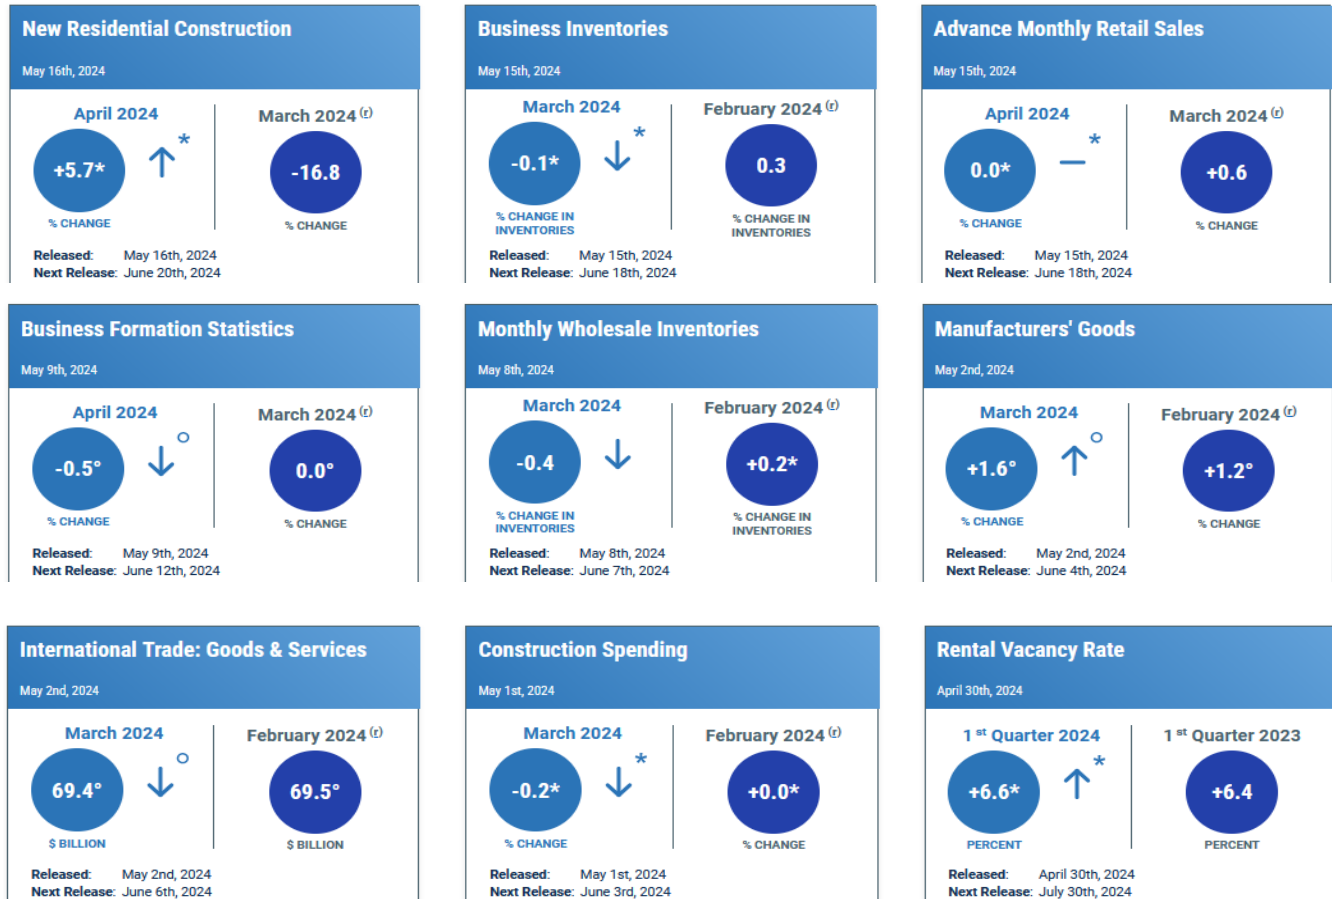 New Residential Construction
May 16th, 2024
April 2024
March 2024 (r)
+5.7*
*
-16.8
% CHANGE
% CHANGE
Released: May 16th, 2024
Next Release: June 20th, 2024
Business Inventories
May 15th, 2024
March 2024
February 2024 (r)
-0.1*
*
0.3
% CHANGE IN
INVENTORIES
% CHANGE IN
INVENTORIES
Released: May 15th, 2024
Next Release: June 18th, 2024
Advance Monthly Retail Sales
May 15th, 2024
April 2024
March 2024 (r)
0.0*
*
+0.6
% CHANGE
% CHANGE
Released: May 15th, 2024
Next Release: June 18th, 2024
Business Formation Statistics
May 9th, 2024
April 2024
March 2024 (r)
-0.5°
°
0.0°
% CHANGE
% CHANGE
Released: May 9th, 2024
Next Release: June 12th, 2024
Monthly Wholesale Inventories
May 8th, 2024
March 2024
February 2024 (r)
-0.4
+0.2*
% CHANGE IN
INVENTORIES
% CHANGE IN
INVENTORIES
Released: May 8th, 2024
Next Release: June 7th, 2024
Manufacturers' Goods
May 2nd, 2024
March 2024
February 2024 (r)
+1.6°
°
+1.2°
% CHANGE
% CHANGE
Released: May 2nd, 2024
Next Release: June 4th, 2024
International Trade: Goods & Services
May 2nd, 2024
March 2024
February 2024 (r)
69.4°
°
69.5°
$ BILLION
$ BILLION
Released: May 2nd, 2024
Next Release: June 6th, 2024
Construction Spending
May 1st, 2024
March 2024
February 2024 (r)
-0.2*
*
+0.0*
% CHANGE
% CHANGE
Released: May 1st, 2024
Next Release: June 3rd, 2024
Rental Vacancy Rate
April 30th, 2024
1 st Quarter 2024
1 st Quarter 2023
+6.6*
*
+6.4
PERCENT
PERCENT
Released: April 30th, 2024
Next Release: July 30th, 2024